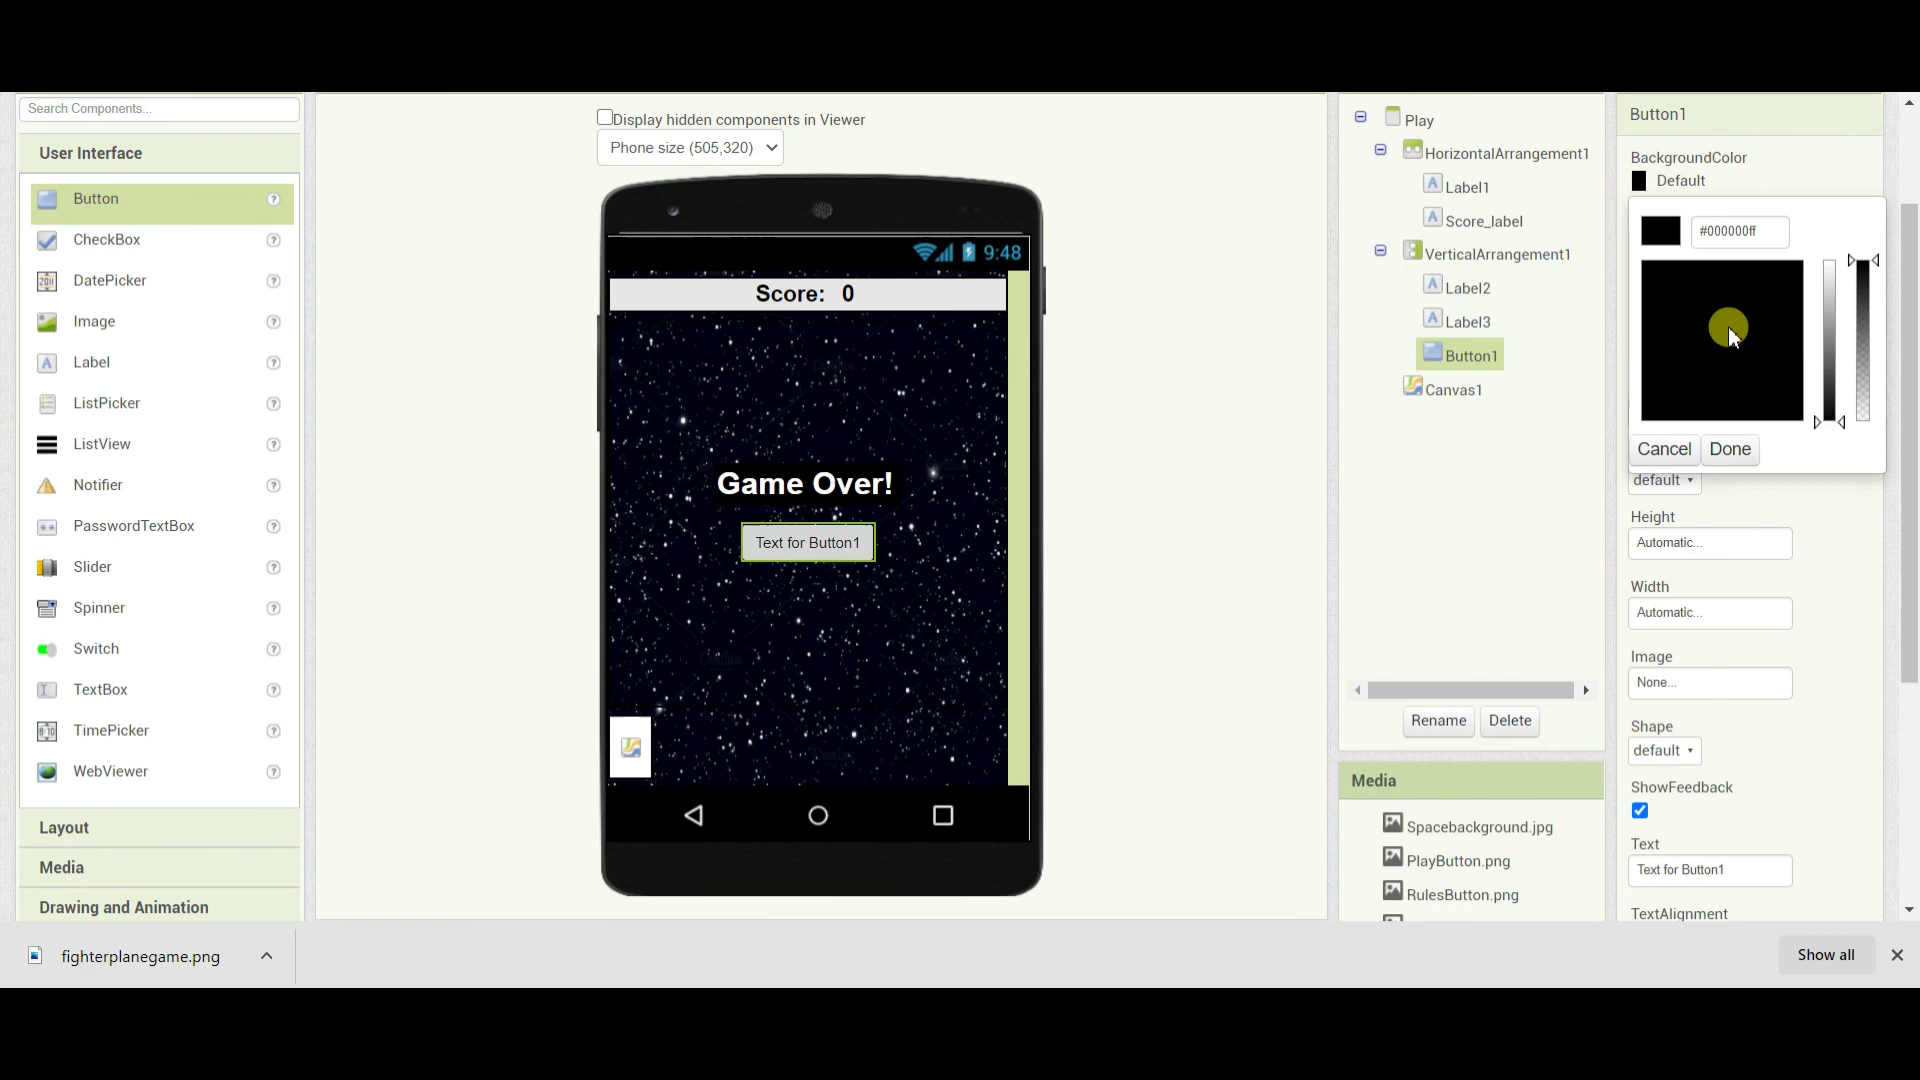 Search Components...
User Interface
Button
CheckBox
DatePicker
Image
Label
ListPicker
ListView
Notifier
PasswordTextBox
Slider
Spinner
Switch
TextBox
TimePicker
WebViewer
Layout
Media
Drawing and Animation
Display hidden components in Viewer
Phone size (505,320)
9:48
Score: 0
Game Over!
Text for Button1
Play
HorizontalArrangement1
Label1
Score_label
VerticalArrangement1
Label2
Label3
Button1
Canvas1
Rename Delete
Media
Spacebackground.jpg
PlayButton.png
RulesButton.png
Button1
BackgroundColor
Default
#000000ff
Cancel Done
default
Height
Automatic...
Width
Automatic...
Image
None...
Shape
default
ShowFeedback
Text
Text for Button1
TextAlignment
fighterplanegame.png
Show all